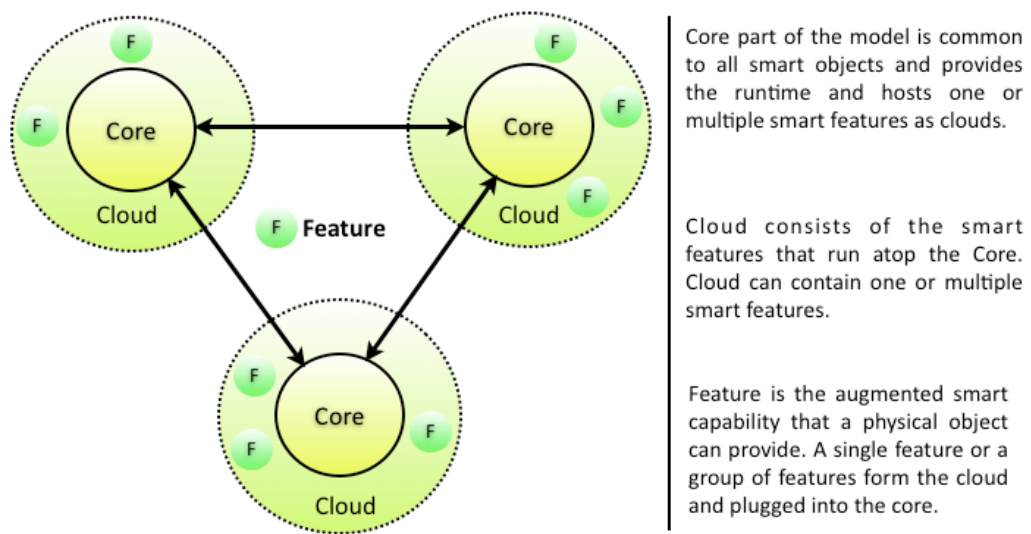 F
F
Core
Cloud
F
F
F
Core
Cloud
F Feature
F
F
F
Core
Cloud
Core part of the model is common
to all smart objects and provides
the runtime and hosts one or
multiple smart features as clouds.
Cloud consists of the smart
features that run atop the Core.
Cloud can contain one or multiple
smart features.
Feature is the augmented smart
capability that a physical object
can provide. A single feature or a
group of features form the cloud
and plugged into the core.